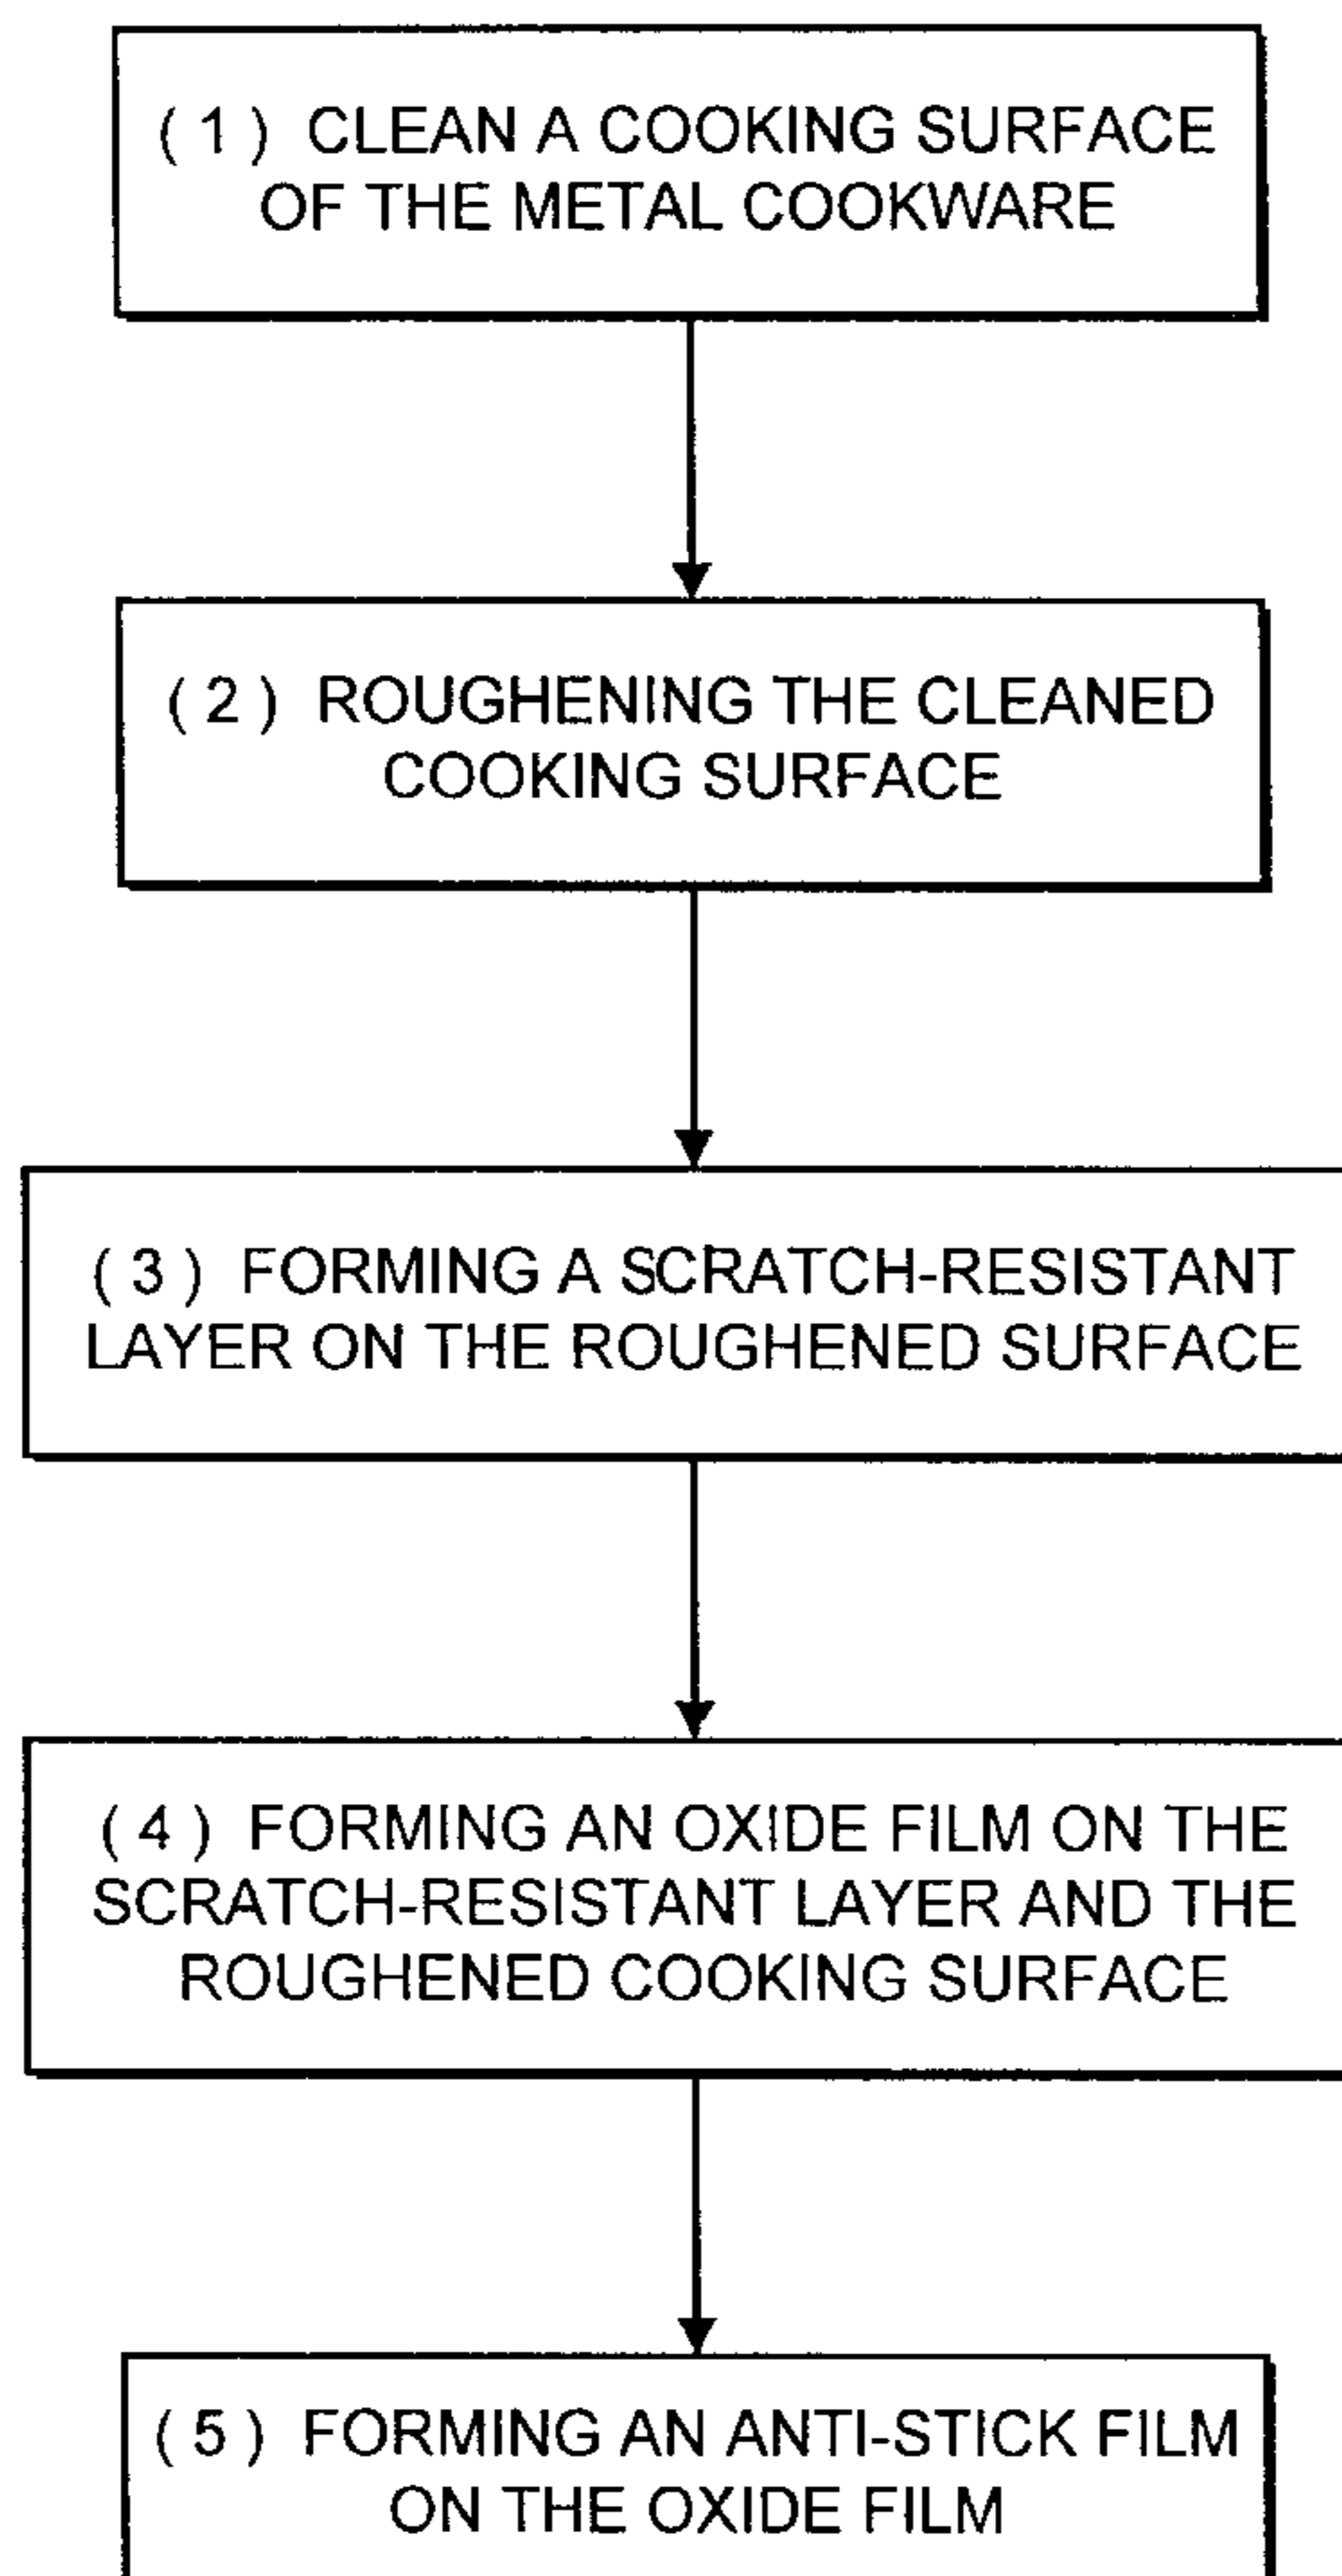 ( 1 ) CLEAN A COOKING SURFACE
OF THE METAL COOKWARE
( 2 ) ROUGHENING THE CLEANED
COOKING SURFACE
( 3 ) FORMING A SCRATCH-RESISTANT
LAYER ON THE ROUGHENED SURFACE
( 4 ) FORMING AN OXIDE FILM ON THE
SCRATCH-RESISTANT LAYER AND THE
ROUGHENED COOKING SURFACE
( 5 ) FORMING AN ANTI-STICK FILM
ON THE OXIDE FILM